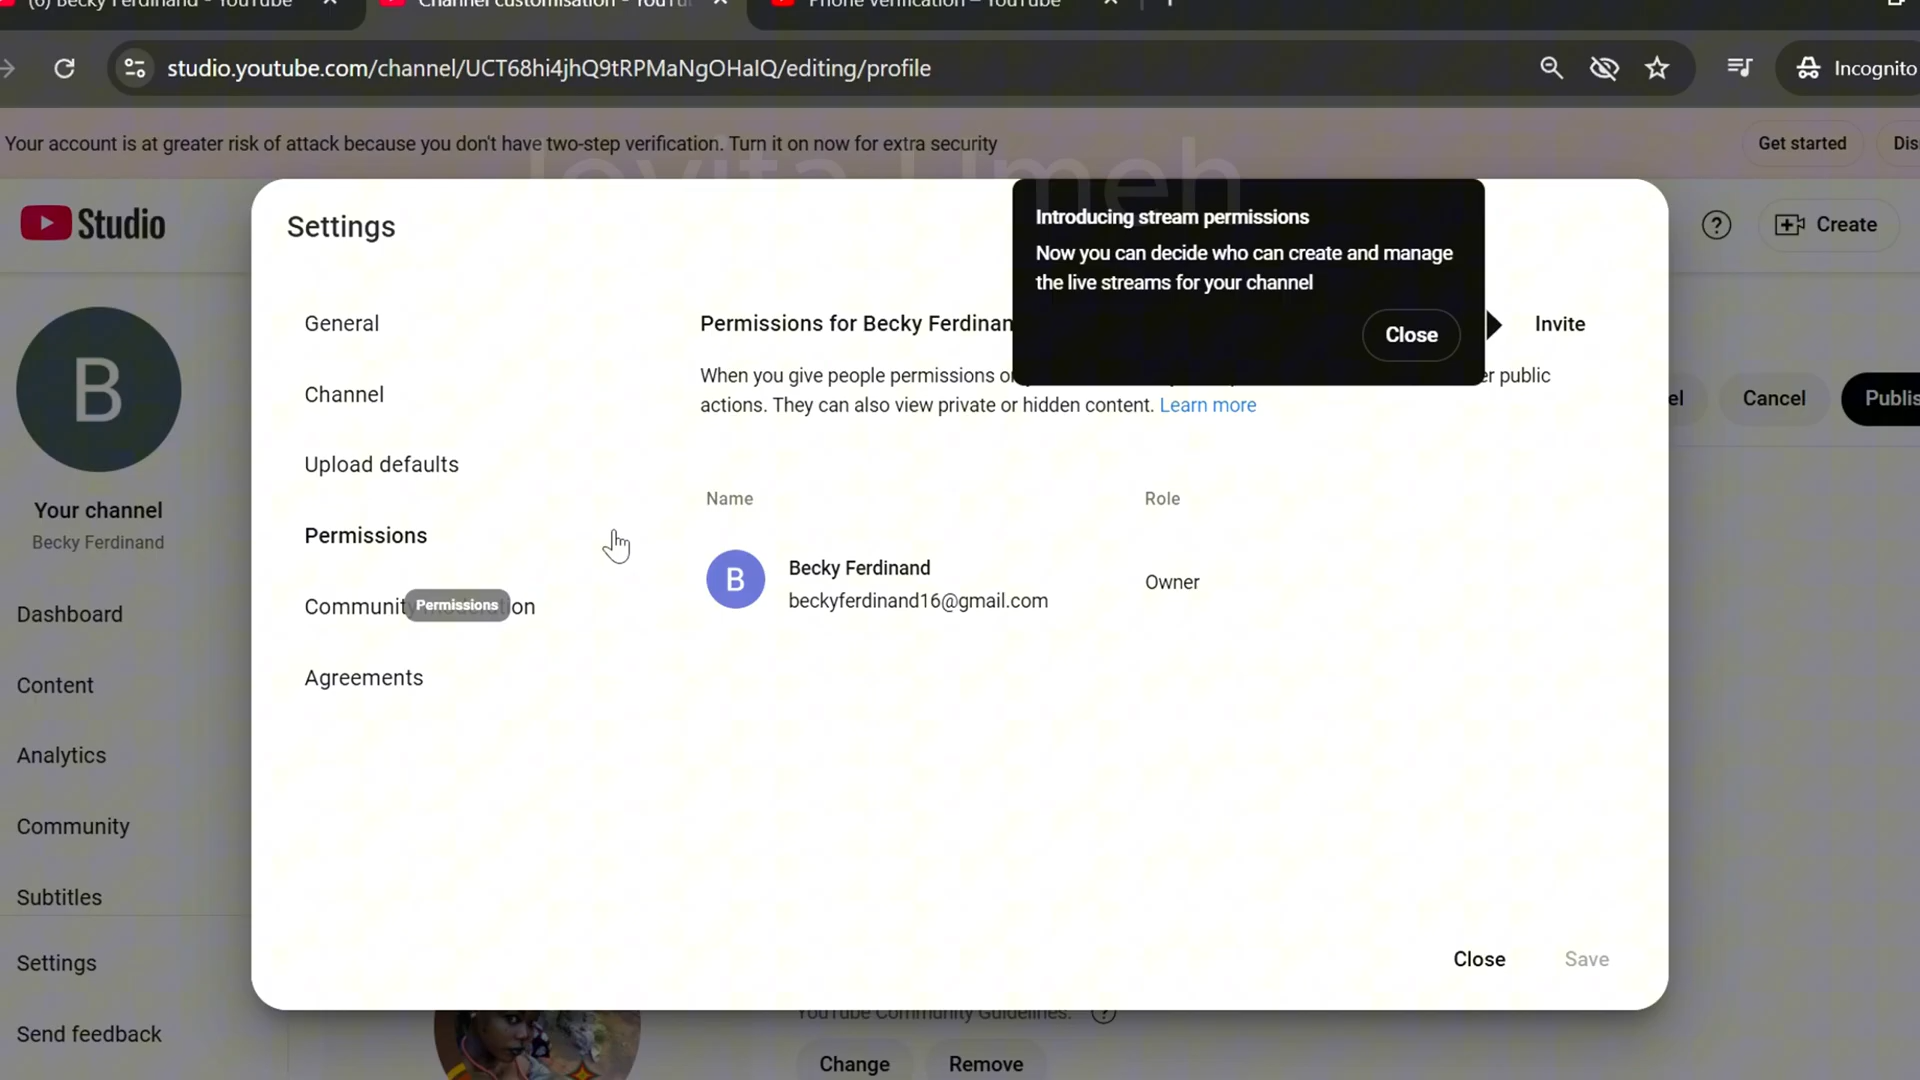 (6) Becky Ferdinand - YouTube
Channel customisation - YouTu
Phone verification – YouTube
studio.youtube.com/channel/UCT68hi4jhQ9tRPMaNgOHaIQ/editing/profile
Incognito
Your account is at greater risk of attack because you don't have two-step verification. Turn it on now for extra security
Get started
Dis
Jovita Umeh
Studio
Settings
Introducing stream permissions
Now you can decide who can create and manage
the live streams for your channel
Close
Create
General
Permissions for Becky Ferdinan
Invite
When you give people permissions o
r public
actions. They can also view private or hidden content. Learn more
Channel
el
Cancel
Publis
Upload defaults
Name
Role
B
Your channel
Becky Ferdinand
Permissions
B
Becky Ferdinand
beckyferdinand16@gmail.com
Owner
Communit
Permissions
on
Agreements
Dashboard
Content
Analytics
Community
Subtitles
Settings
Send feedback
Close
Save
YouTube Community Guidelines.
Change
Remove